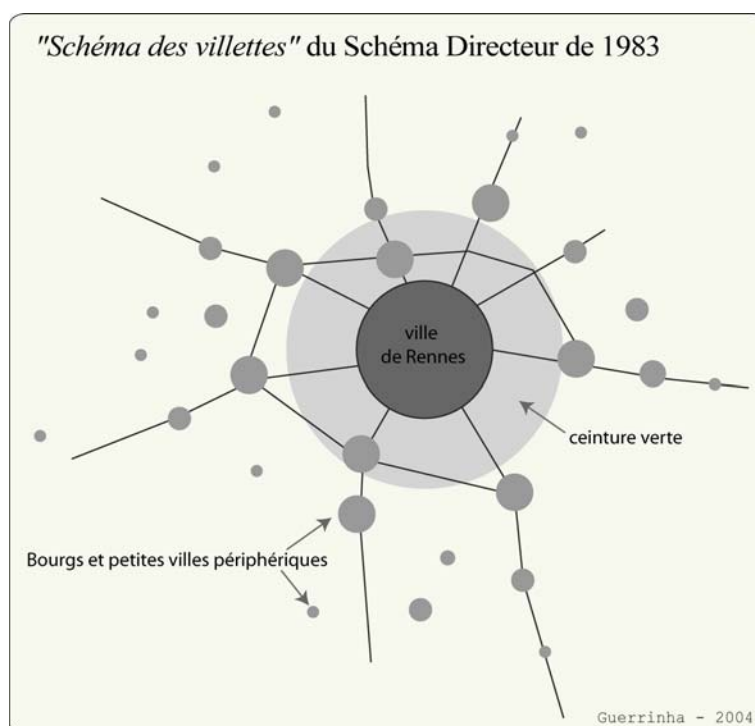 "Schéma des villettes" du Schéma Directeur de 1983
ville
de Rennes
ceinture verte
Bourgs et petites villes périphériques
Guerrinha - 2004